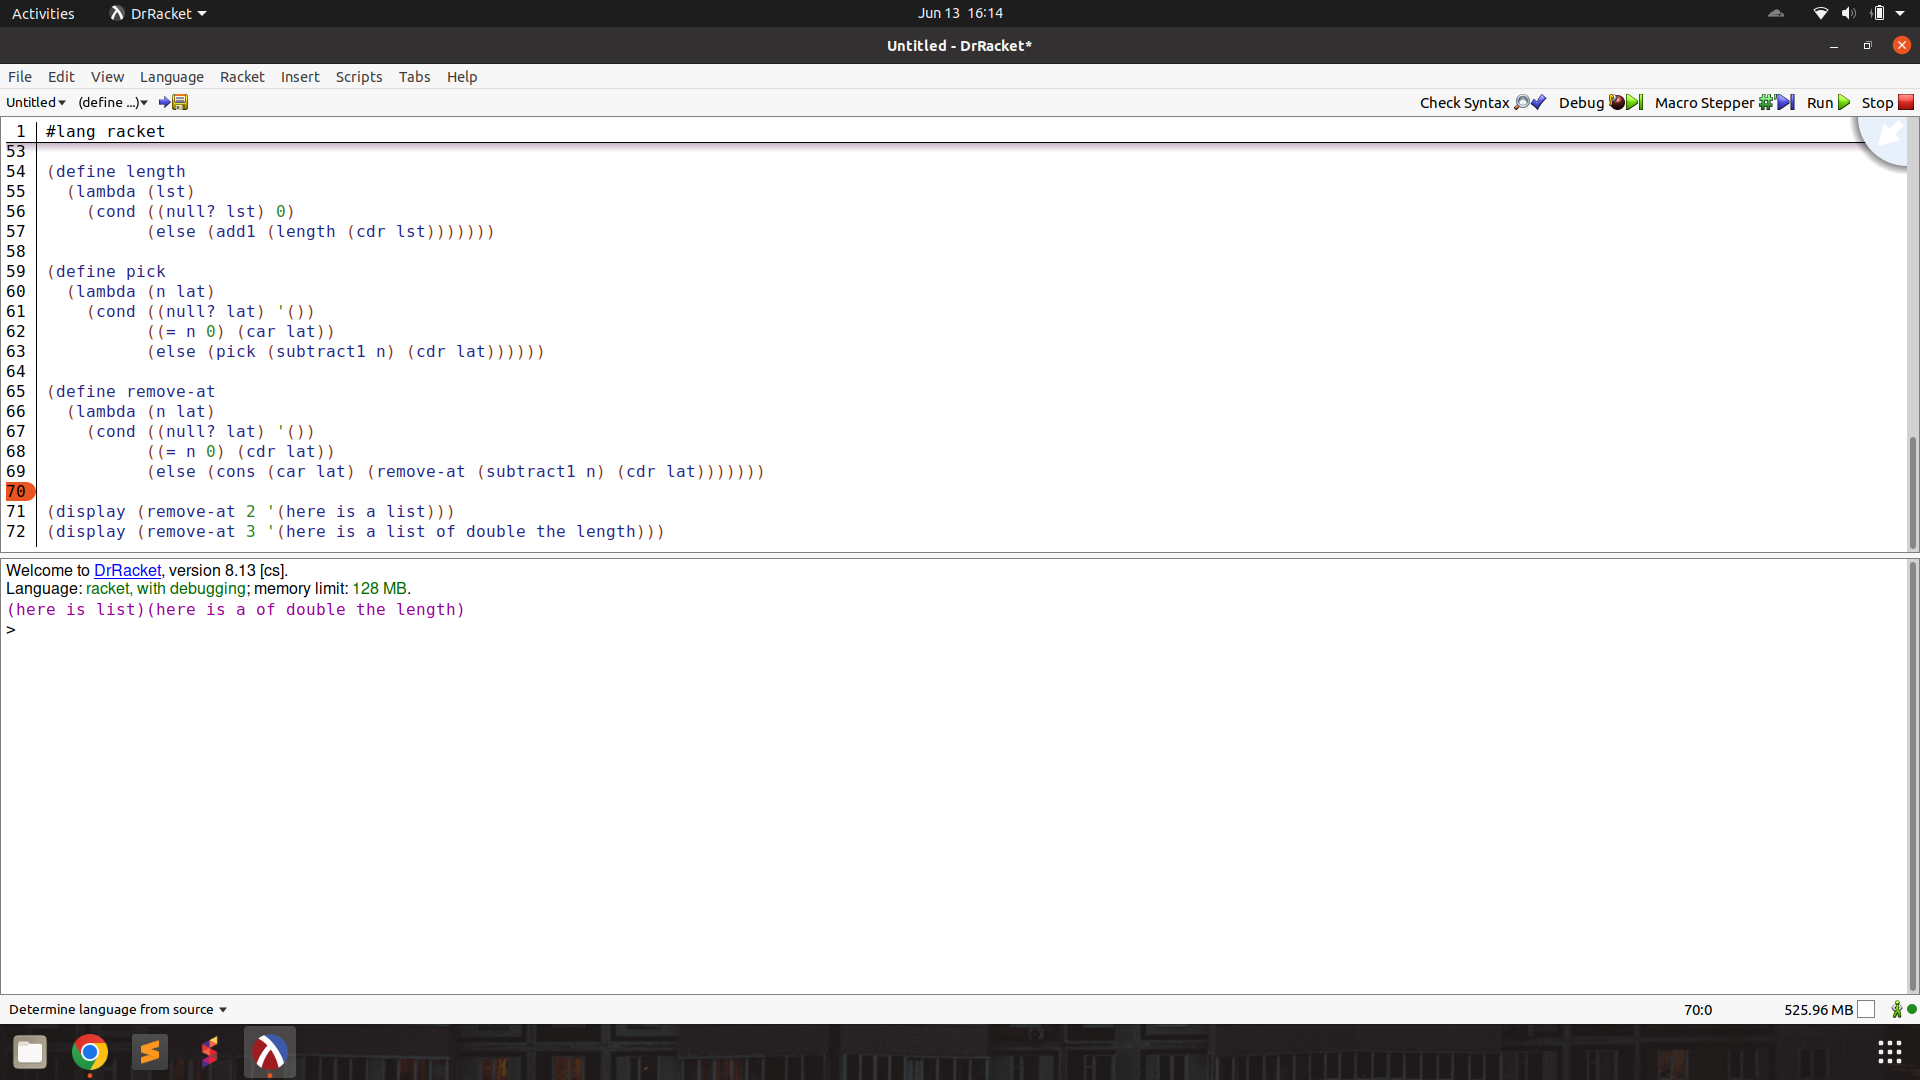 Activities DrRacket Jun 13 16:14
Untitled - DrRacket*
File Edit View Language Racket Insert Scripts Tabs Help
Untitled (define ...) Check Syntax Debug Macro Stepper Run Stop
1 #lang racket
53
54 (define length
55   (lambda (lst)
56     (cond ((null? lst) 0)
57           (else (add1 (length (cdr lst)))))))
58
59 (define pick
60   (lambda (n lat)
61     (cond ((null? lat) '())
62           ((= n 0) (car lat))
63           (else (pick (subtract1 n) (cdr lat))))))
64
65 (define remove-at
66   (lambda (n lat)
67     (cond ((null? lat) '())
68           ((= n 0) (cdr lat))
69           (else (cons (car lat) (remove-at (subtract1 n) (cdr lat)))))))
70
71 (display (remove-at 2 '(here is a list)))
72 (display (remove-at 3 '(here is a list of double the length)))
Welcome to DrRacket, version 8.13 [cs].
Language: racket, with debugging; memory limit: 128 MB.
(here is list)(here is a of double the length)
>
Determine language from source 70:0 525.96 MB